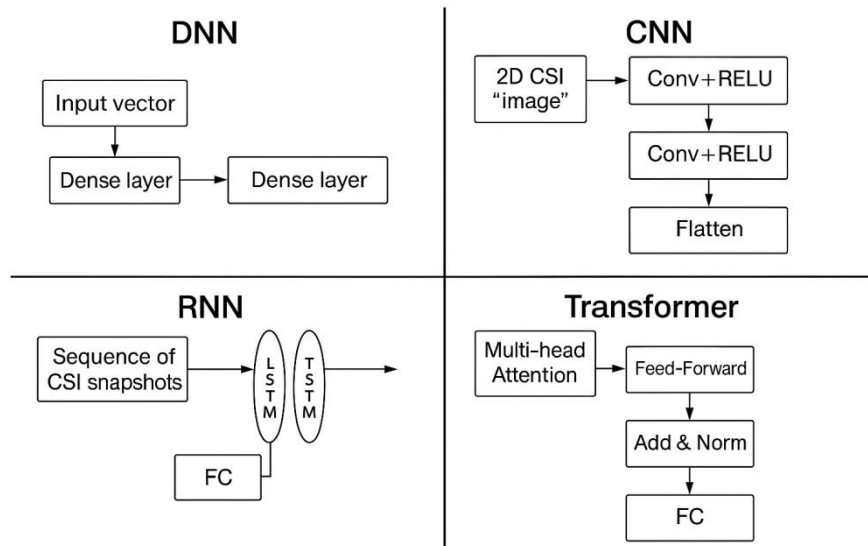 DNN
Input vector
Dense layer
Dense layer
CNN
2D CSI
“image”
Conv+RELU
Conv+RELU
Flatten
RNN
Sequence of
CSI snapshots
LSTM
TSTM
FC
Transformer
Multi-head
Attention
Feed-Forward
Add & Norm
FC